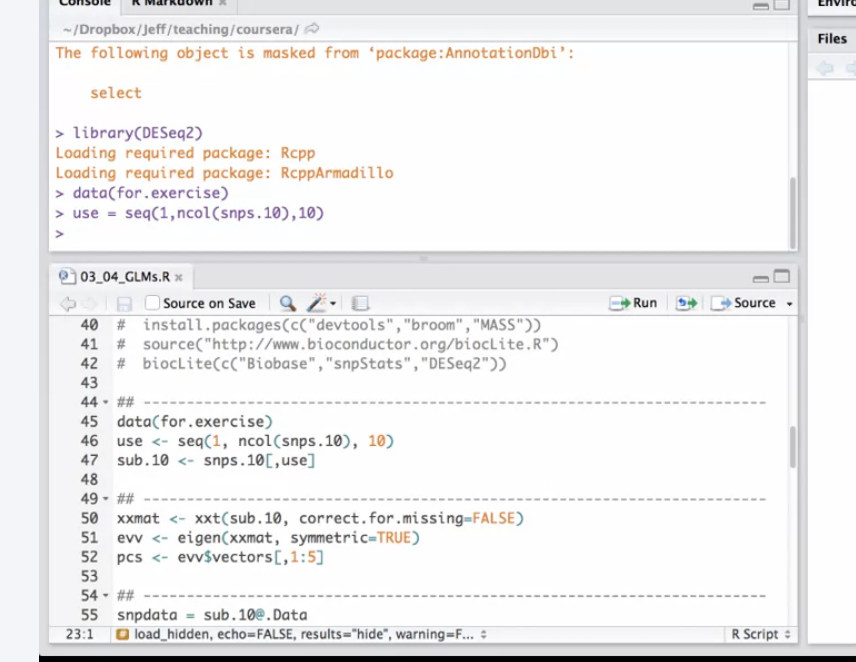 Console R Markdown ×
Enviro
~/Dropbox/Jeff/teaching/coursera/
Files
The following object is masked from ‘package:AnnotationDbi’:
select
> library(DESeq2)
Loading required package: Rcpp
Loading required package: RcppArmadillo
> data(for.exercise)
> use = seq(1,ncol(snps.10),10)
>
03_04_GLMs.R ×
Source on Save Run Source
40 # install.packages(c("devtools","broom","MASS"))
41 # source("http://www.bioconductor.org/biocLite.R")
42 # biocLite(c("Biobase","snpStats","DESeq2"))
43
44 ## ----------------------------------------------------------------------
45 data(for.exercise)
46 use <- seq(1, ncol(snps.10), 10)
47 sub.10 <- snps.10[,use]
48
49 ## ----------------------------------------------------------------------
50 xxmat <- xxt(sub.10, correct.for.missing=FALSE)
51 evv <- eigen(xxmat, symmetric=TRUE)
52 pcs <- evv$vectors[,1:5]
53
54 ## ----------------------------------------------------------------------
55 snpdata = sub.10@.Data
23:1 load_hidden, echo=FALSE, results="hide", warning=F... R Script